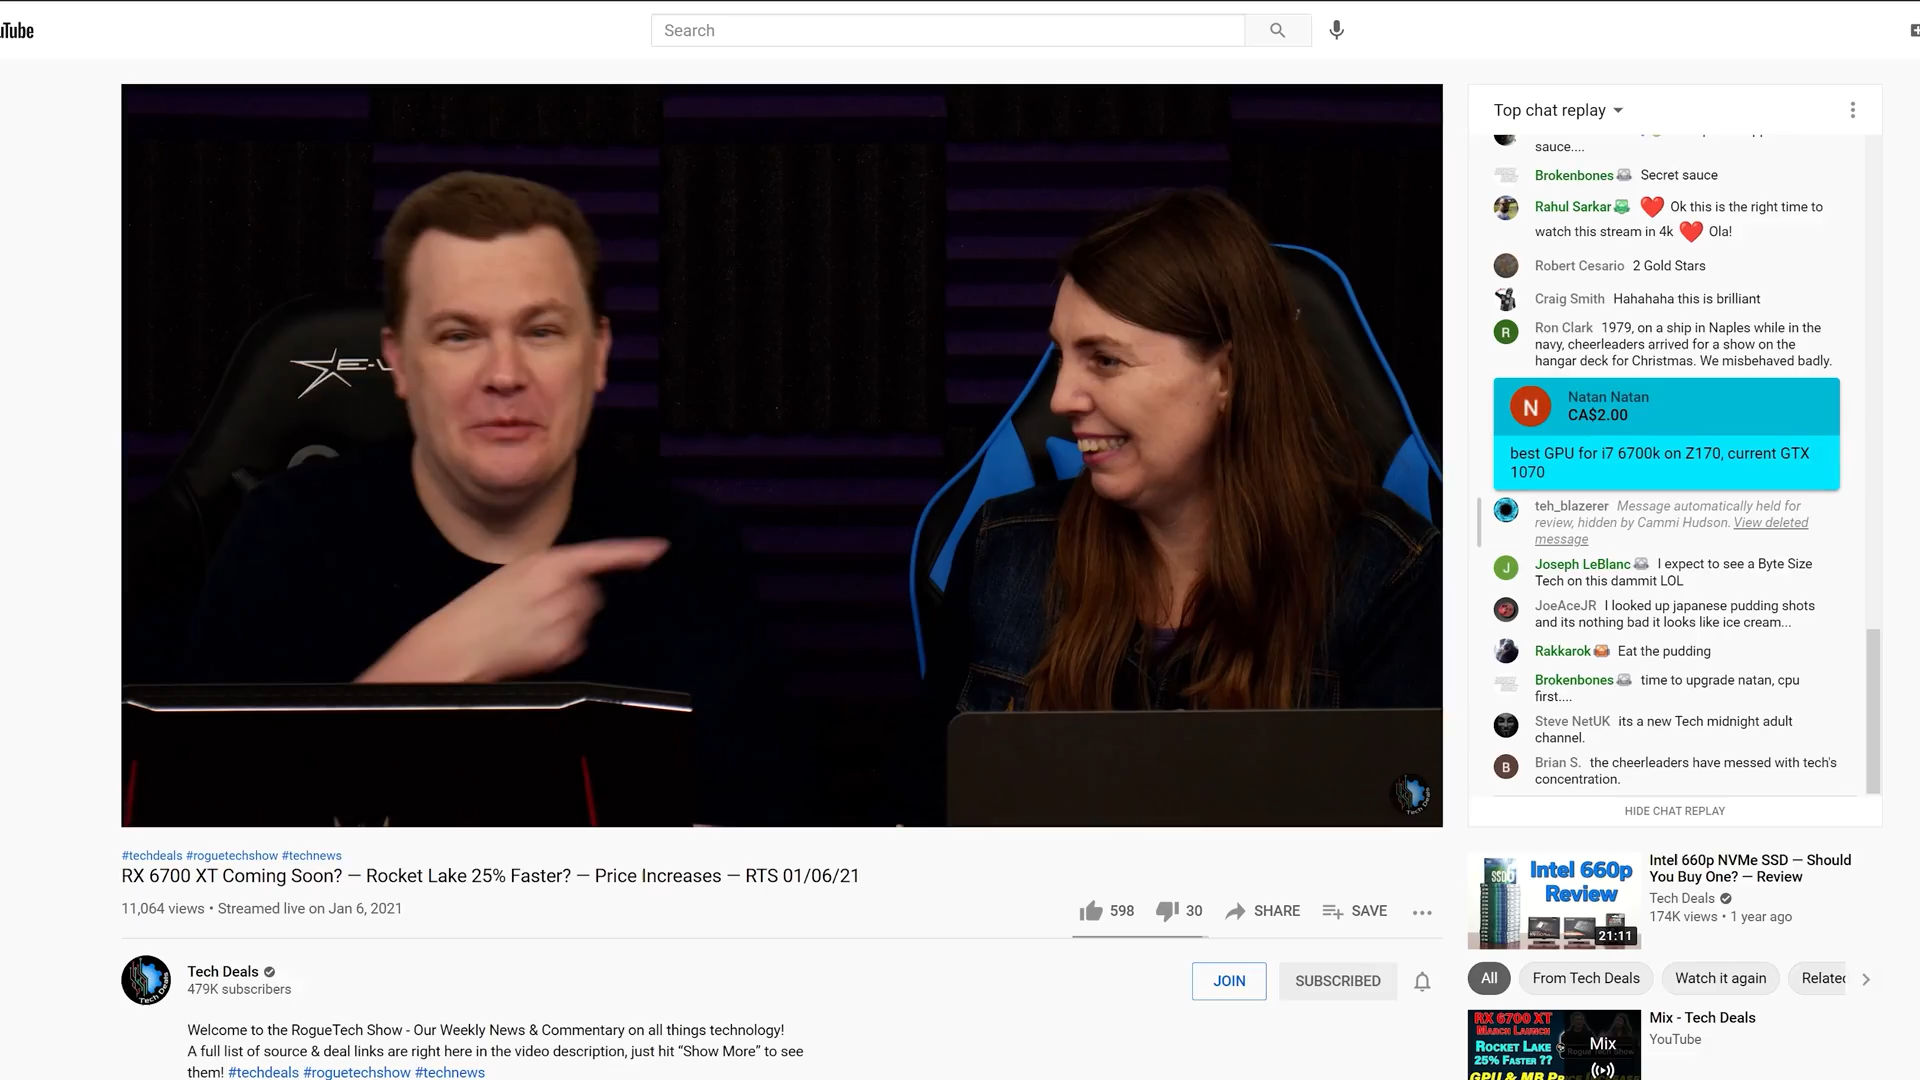 uTube
Search
Top chat replay
sauce....
Brokenbones Secret sauce
Rahul Sarkar Ok this is the right time to
watch this stream in 4k Ola!
Robert Cesario 2 Gold Stars
Craig Smith Hahahaha this is brilliant
R
Ron Clark 1979, on a ship in Naples while in the
navy, cheerleaders arrived for a show on the
hangar deck for Christmas. We misbehaved badly.
N
Natan Natan
CA$2.00
best GPU for i7 6700k on Z170, current GTX
1070
teh_blazerer Message automatically held for
review, hidden by Cammi Hudson. View deleted
message
J
Joseph LeBlanc I expect to see a Byte Size
Tech on this dammit LOL
JoeAceJR I looked up japanese pudding shots
and its nothing bad it looks like ice cream...
Rakkarok Eat the pudding
Brokenbones time to upgrade natan, cpu
first....
Steve NetUK its a new Tech midnight adult
channel.
B
Brian S. the cheerleaders have messed with tech's
concentration.
HIDE CHAT REPLAY
Tech Deals
#techdeals #roguetechshow #technews
RX 6700 XT Coming Soon? — Rocket Lake 25% Faster? — Price Increases — RTS 01/06/21
11,064 views • Streamed live on Jan 6, 2021
598
30
SHARE
SAVE
Tech Deals
Tech Deals
479K subscribers
JOIN
SUBSCRIBED
Welcome to the RogueTech Show - Our Weekly News & Commentary on all things technology!
A full list of source & deal links are right here in the video description, just hit “Show More” to see
them! #techdeals #roguetechshow #technews
SSD
Intel 660p
Review
21:11
Intel 660p NVMe SSD — Should
You Buy One? — Review
Tech Deals
174K views • 1 year ago
All
From Tech Deals
Watch it again
Related
RX 6700 XT
March Launch
Rocket Lake
25% Faster ??
GPU & MB
Mix
Mix - Tech Deals
YouTube